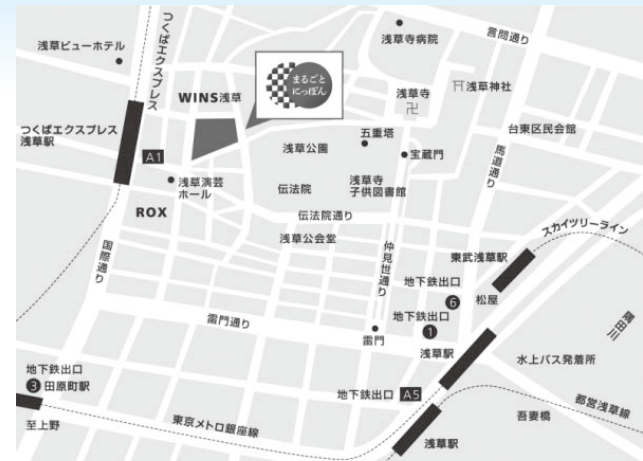 浅草ビューホテル
つくばエクスプレス
浅草寺病院
言問通り
まるごと
にっぽん
WINS浅草
浅草寺
卍
浅草神社
つくばエクスプレス
浅草駅
A1
五重塔
宝蔵門
台東区民会館
馬道通り
浅草公園
浅草演芸
ホール
伝法院
浅草寺
子供図書館
ROX
伝法院通り
浅草公会堂
国際通り
仲見世通り
スカイツリーライン
東武浅草駅
地下鉄出口
6
松屋
隅田川
地下鉄出口
1
雷門通り
雷門
浅草駅
水上バス発着所
地下鉄出口
3 田原町駅
地下鉄出口 A5
都営浅草線
吾妻橋
至上野
東京メトロ銀座線
浅草駅